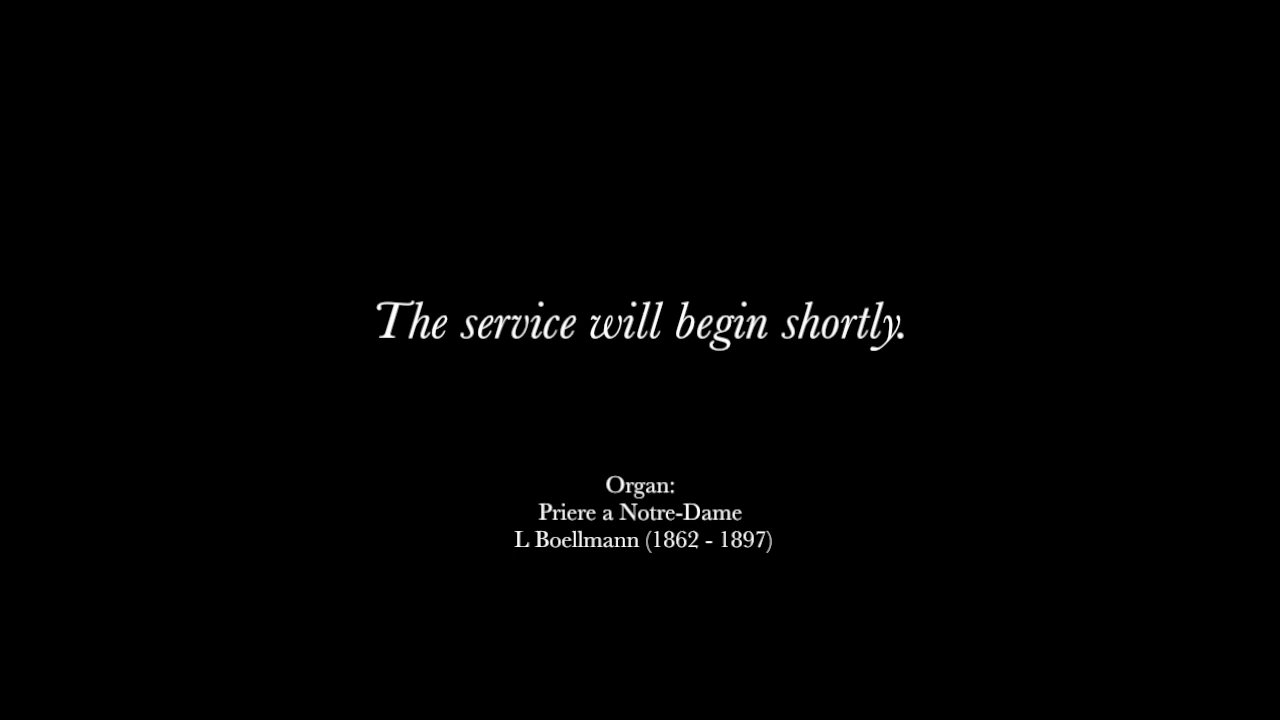 The service will begin shortly.
Organ:
Priere a Notre-Dame
L Boellmann (1862 - 1897)